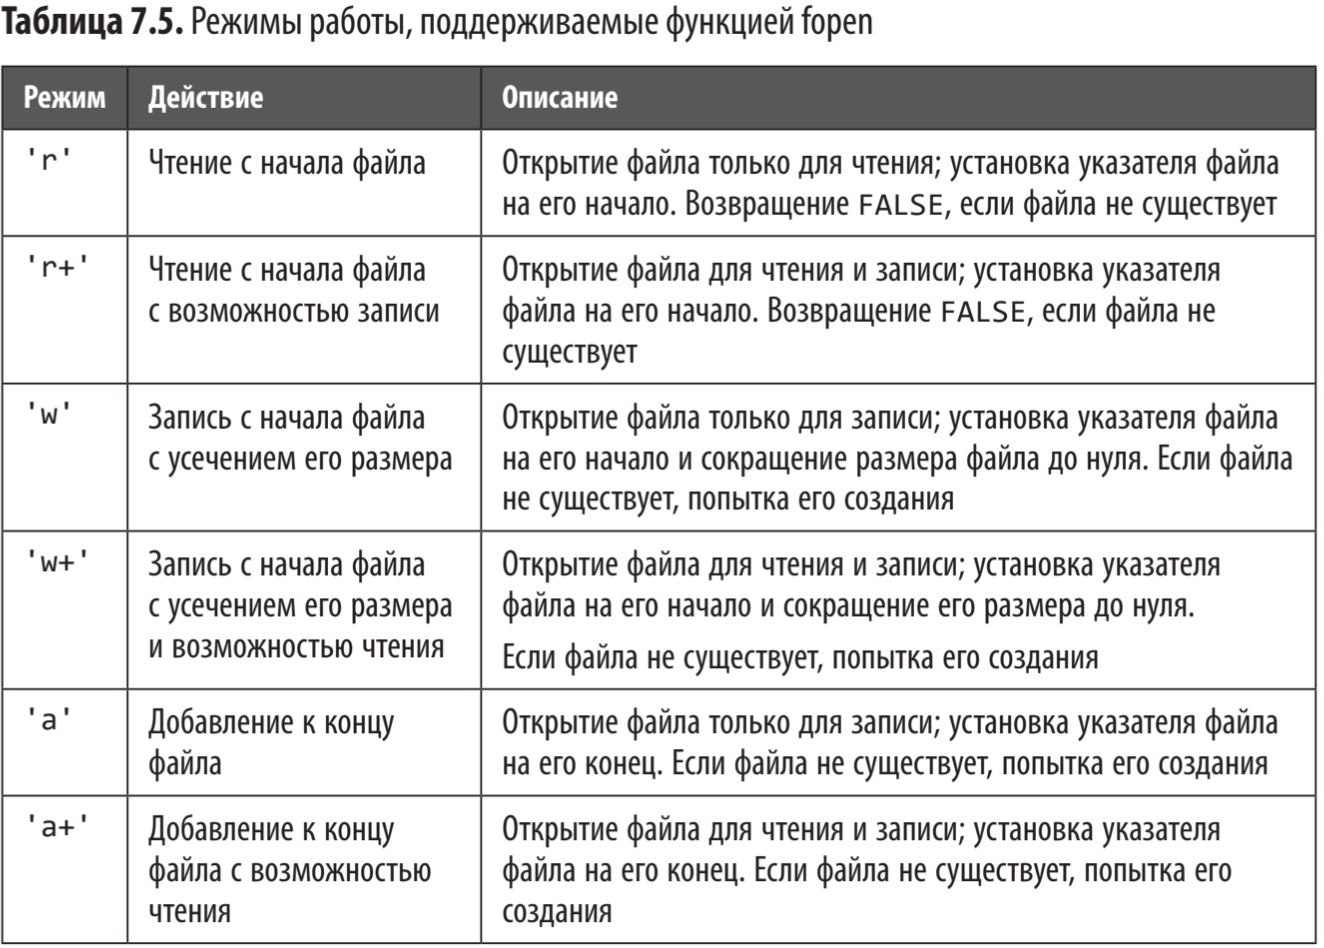 Таблица 7.5. Режимы работы, поддерживаемые функцией fopen
Режим Действие Описание
'r' Чтение с начала файла Открытие файла только для чтения; установка указателя файла
на его начало. Возвращение FALSE, если файла не существует
'r+' Чтение с начала файла Открытие файла для чтения и записи; установка указателя
с возможностью записи файла на его начало. Возвращение FALSE, если файла не
существует
'w' Запись с начала файла Открытие файла только для записи; установка указателя файла
с усечением его размера на его начало и сокращение размера файла до нуля. Если файла
не существует, попытка его создания
'w+' Запись с начала файла Открытие файла для чтения и записи; установка указателя
с усечением его размера файла на его начало и сокращение его размера до нуля.
и возможностью чтения Если файла не существует, попытка его создания
'a' Добавление к концу Открытие файла только для записи; установка указателя файла
файла на его конец. Если файла не существует, попытка его создания
'a+' Добавление к концу Открытие файла для чтения и записи; установка указателя
файла с возможностью файла на его конец. Если файла не существует, попытка его
чтения создания